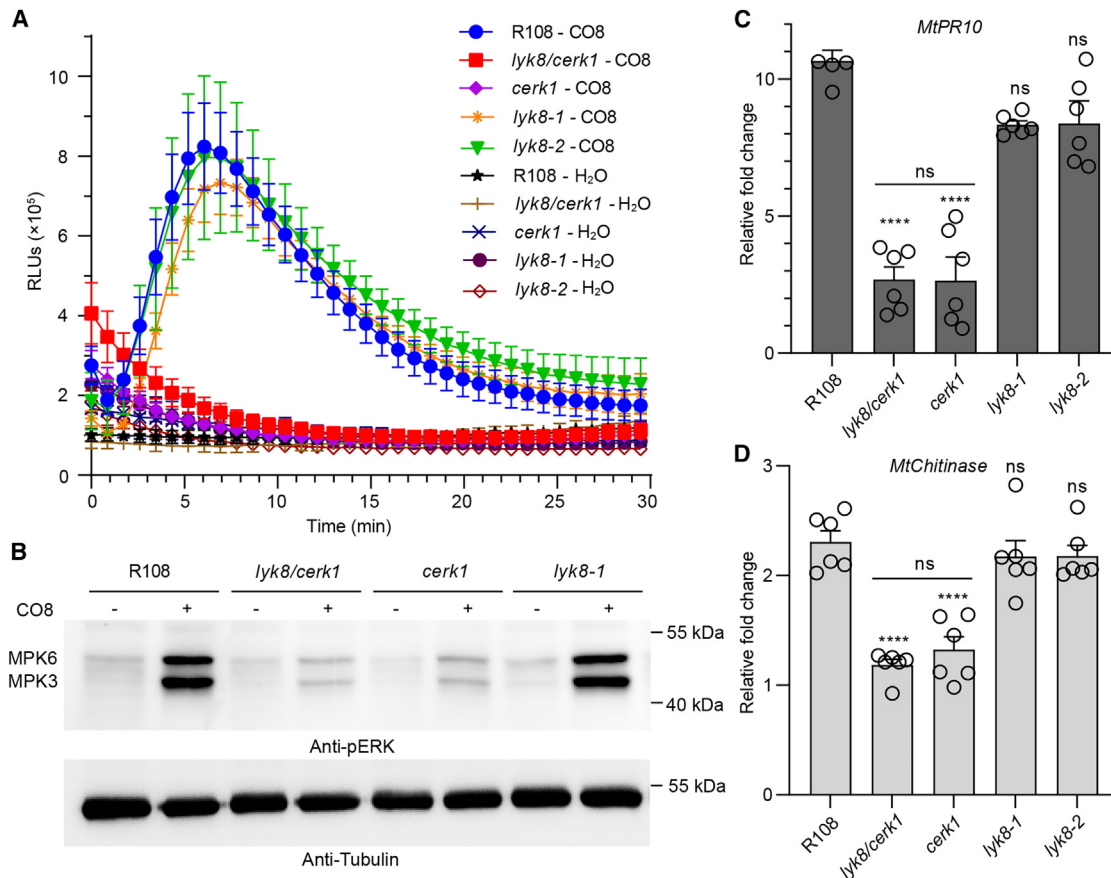 A
RLUs (×10⁵)
10
8
6
4
2
0
0
5
10
15
20
25
30
Time (min)
R108 - CO8
lyk8/cerk1 - CO8
cerk1 - CO8
lyk8-1 - CO8
lyk8-2 - CO8
R108 - H₂O
lyk8/cerk1 - H₂O
cerk1 - H₂O
lyk8-1 - H₂O
lyk8-2 - H₂O
B
R108
lyk8/cerk1
cerk1
lyk8-1
CO8
- + - + - + - +
55 kDa
MPK6
MPK3
40 kDa
Anti-pERK
55 kDa
Anti-Tubulin
C
MtPR10
Relative fold change
10
5
0
ns
ns
ns
****
****
R108
lyk8/cerk1
cerk1
lyk8-1
lyk8-2
D
MtChitinase
Relative fold change
3
2
1
0
ns
ns
ns
****
****
R108
lyk8/cerk1
cerk1
lyk8-1
lyk8-2